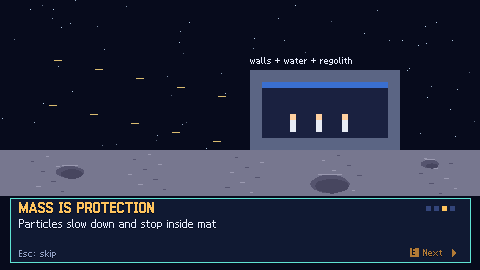 walls + water + regolith
MASS IS PROTECTION
Particles slow down and stop inside mat
Esc: skip
E Next